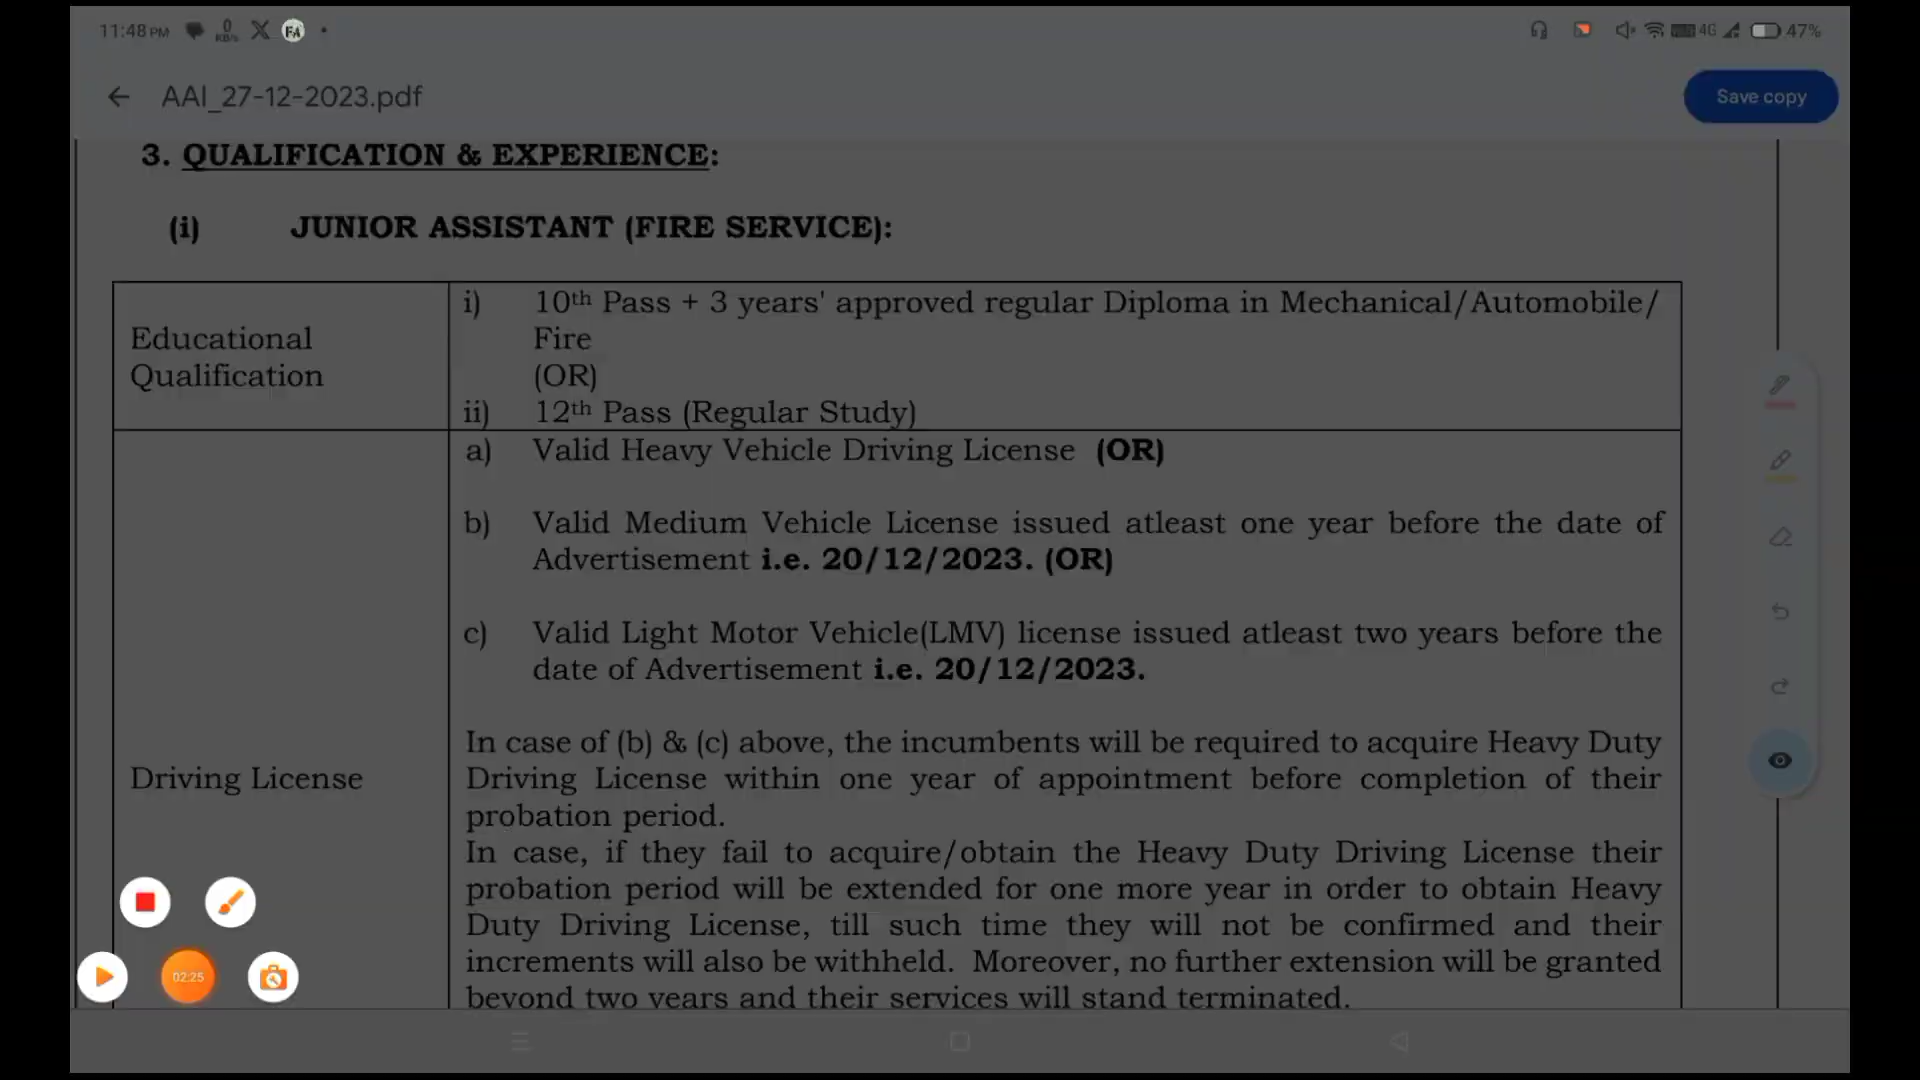 11:48 PM 0 KB/s FA 4G 47%
AAI_27-12-2023.pdf
Save copy
3. QUALIFICATION & EXPERIENCE:
(i) JUNIOR ASSISTANT (FIRE SERVICE):
Educational Qualification
i) 10th Pass + 3 years' approved regular Diploma in Mechanical/Automobile/
Fire
(OR)
ii) 12th Pass (Regular Study)
Driving License
a) Valid Heavy Vehicle Driving License (OR)
b) Valid Medium Vehicle License issued atleast one year before the date of
Advertisement i.e. 20/12/2023. (OR)
c) Valid Light Motor Vehicle(LMV) license issued atleast two years before the
date of Advertisement i.e. 20/12/2023.
In case of (b) & (c) above, the incumbents will be required to acquire Heavy Duty
Driving License within one year of appointment before completion of their
probation period.
In case, if they fail to acquire/obtain the Heavy Duty Driving License their
probation period will be extended for one more year in order to obtain Heavy
Duty Driving License, till such time they will not be confirmed and their
increments will also be withheld. Moreover, no further extension will be granted
beyond two years and their services will stand terminated.
02:25